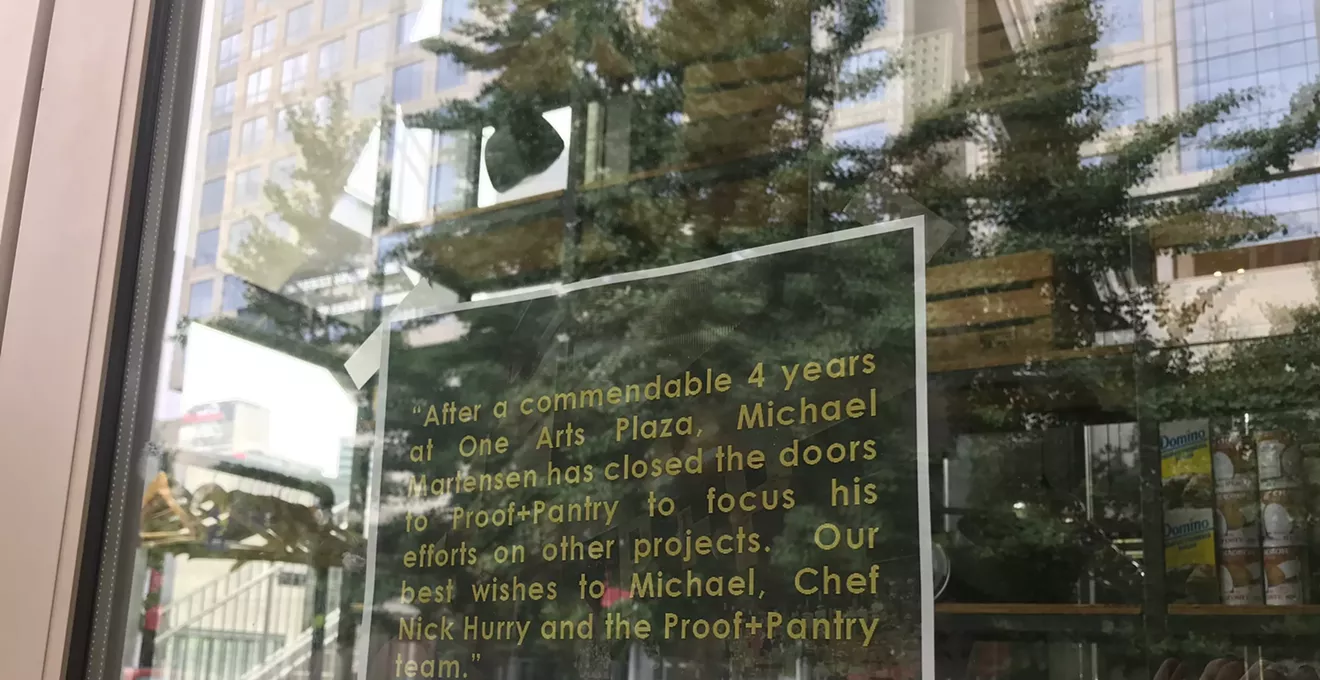 “After a commendable 4 years
at One Arts Plaza, Michael
Martensen has closed the doors
to Proof+Pantry to focus his
efforts on other projects. Our
best wishes to Michael, Chef
Nick Hurry and the Proof+Pantry
team.”
Domino
Domino